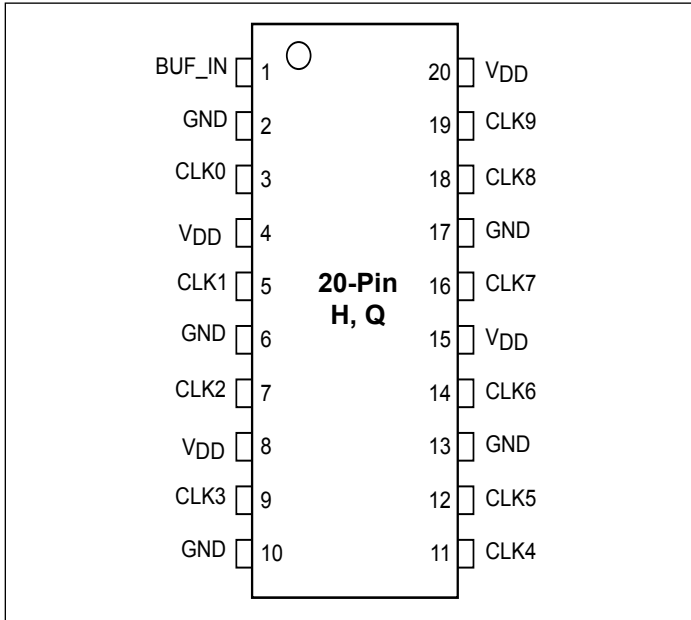 BUF_IN 1 20 VDD
GND 2 19 CLK9
CLK0 3 18 CLK8
VDD 4 17 GND
CLK1 5 16 CLK7
20-Pin
H, Q
GND 6 15 VDD
CLK2 7 14 CLK6
VDD 8 13 GND
CLK3 9 12 CLK5
GND 10 11 CLK4